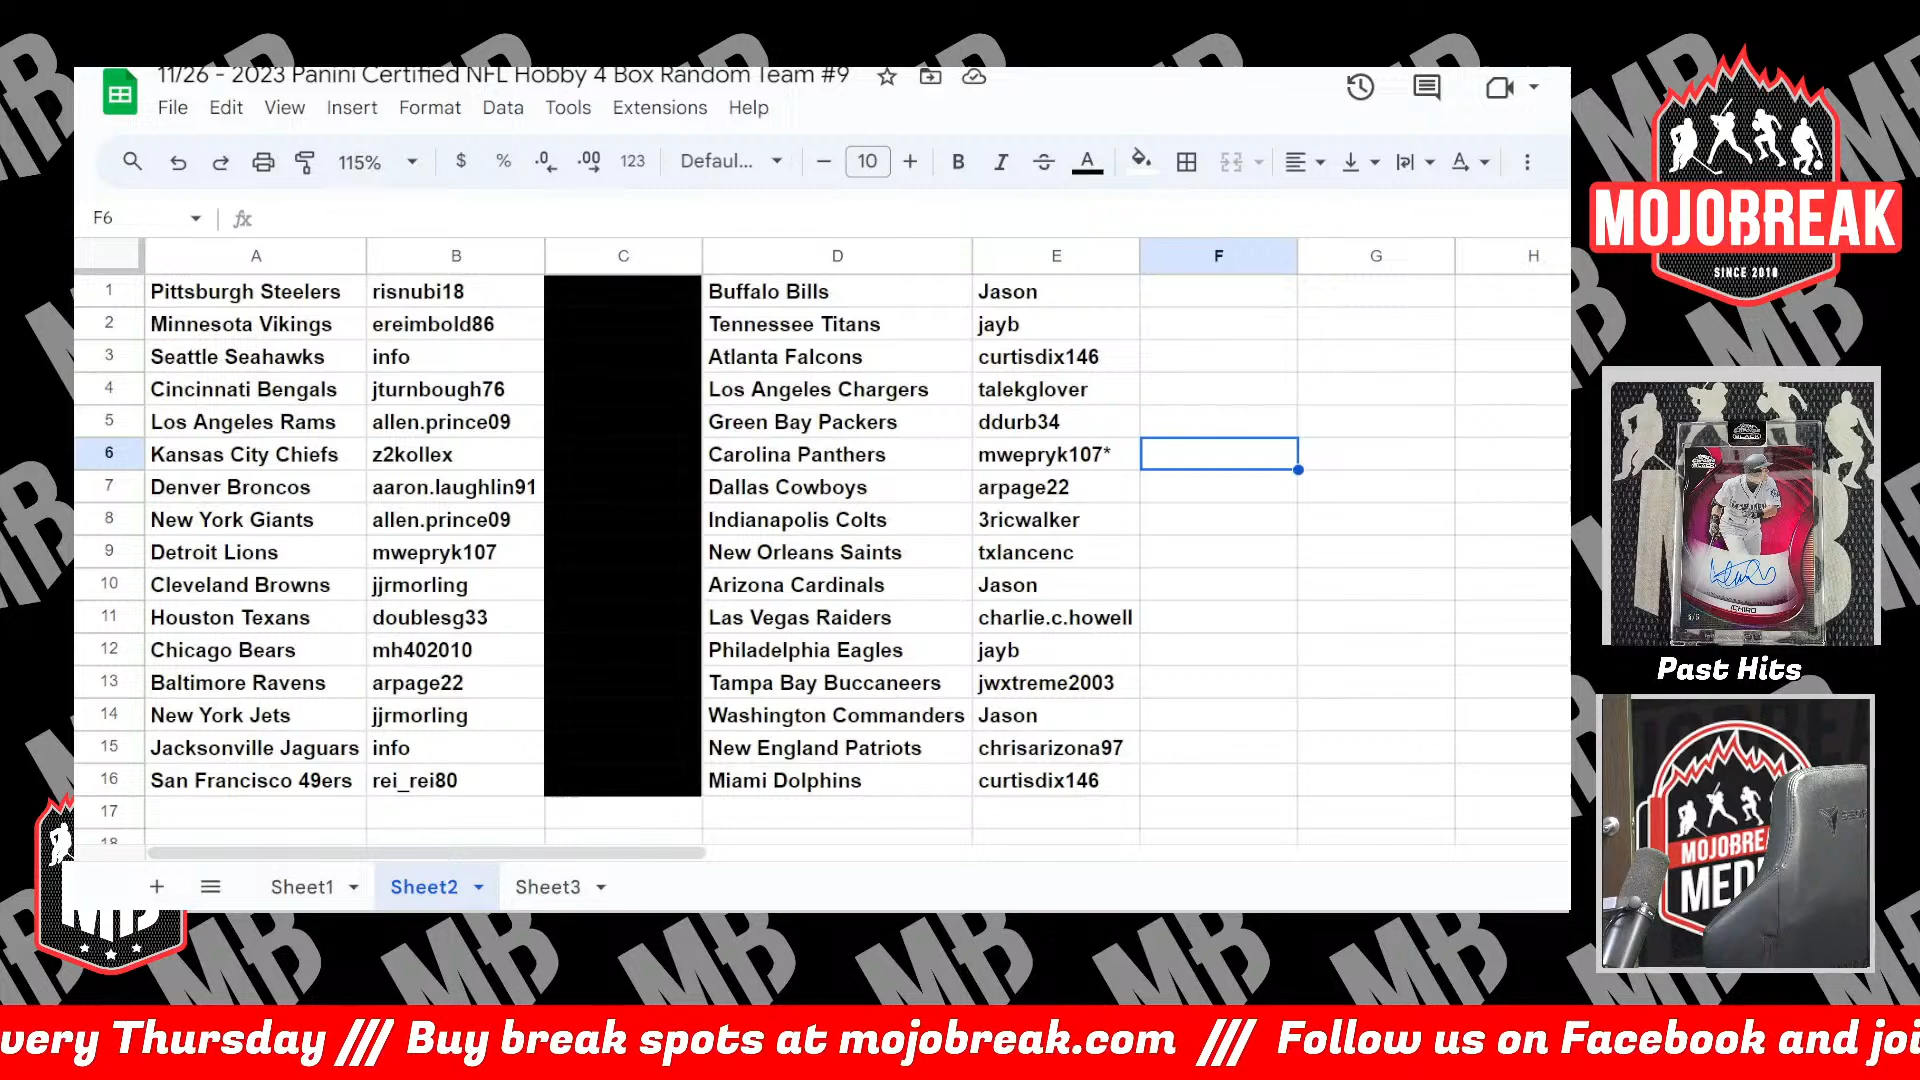 11/26 - 2023 Panini Certified NFL Hobby 4 Box Random Team #9
File Edit View Insert Format Data Tools Extensions Help
115% $ % .0 .00 123 Defaul... 10 B I A
F6 fx
A B C D E F G H
1 Pittsburgh Steelers risnubi18 Buffalo Bills Jason
2 Minnesota Vikings ereimbold86 Tennessee Titans jayb
3 Seattle Seahawks info Atlanta Falcons curtisdix146
4 Cincinnati Bengals jturnbough76 Los Angeles Chargers talekglover
5 Los Angeles Rams allen.prince09 Green Bay Packers ddurb34
6 Kansas City Chiefs z2kollex Carolina Panthers mwepryk107*
7 Denver Broncos aaron.laughlin91 Dallas Cowboys arpage22
8 New York Giants allen.prince09 Indianapolis Colts 3ricwalker
9 Detroit Lions mwepryk107 New Orleans Saints txlancenc
10 Cleveland Browns jjrmorling Arizona Cardinals Jason
11 Houston Texans doublesg33 Las Vegas Raiders charlie.c.howell
12 Chicago Bears mh402010 Philadelphia Eagles jayb
13 Baltimore Ravens arpage22 Tampa Bay Buccaneers jwxtreme2003
14 New York Jets jjrmorling Washington Commanders Jason
15 Jacksonville Jaguars info New England Patriots chrisarizona97
16 San Francisco 49ers rei_rei80 Miami Dolphins curtisdix146
17
18
+ Sheet1 Sheet2 Sheet3
MOJOBREAK
SINCE 2010
ICHIRO
Past Hits
MOJOBREAK
MEDI
MB
very Thursday /// Buy break spots at mojobreak.com /// Follow us on Facebook and joi